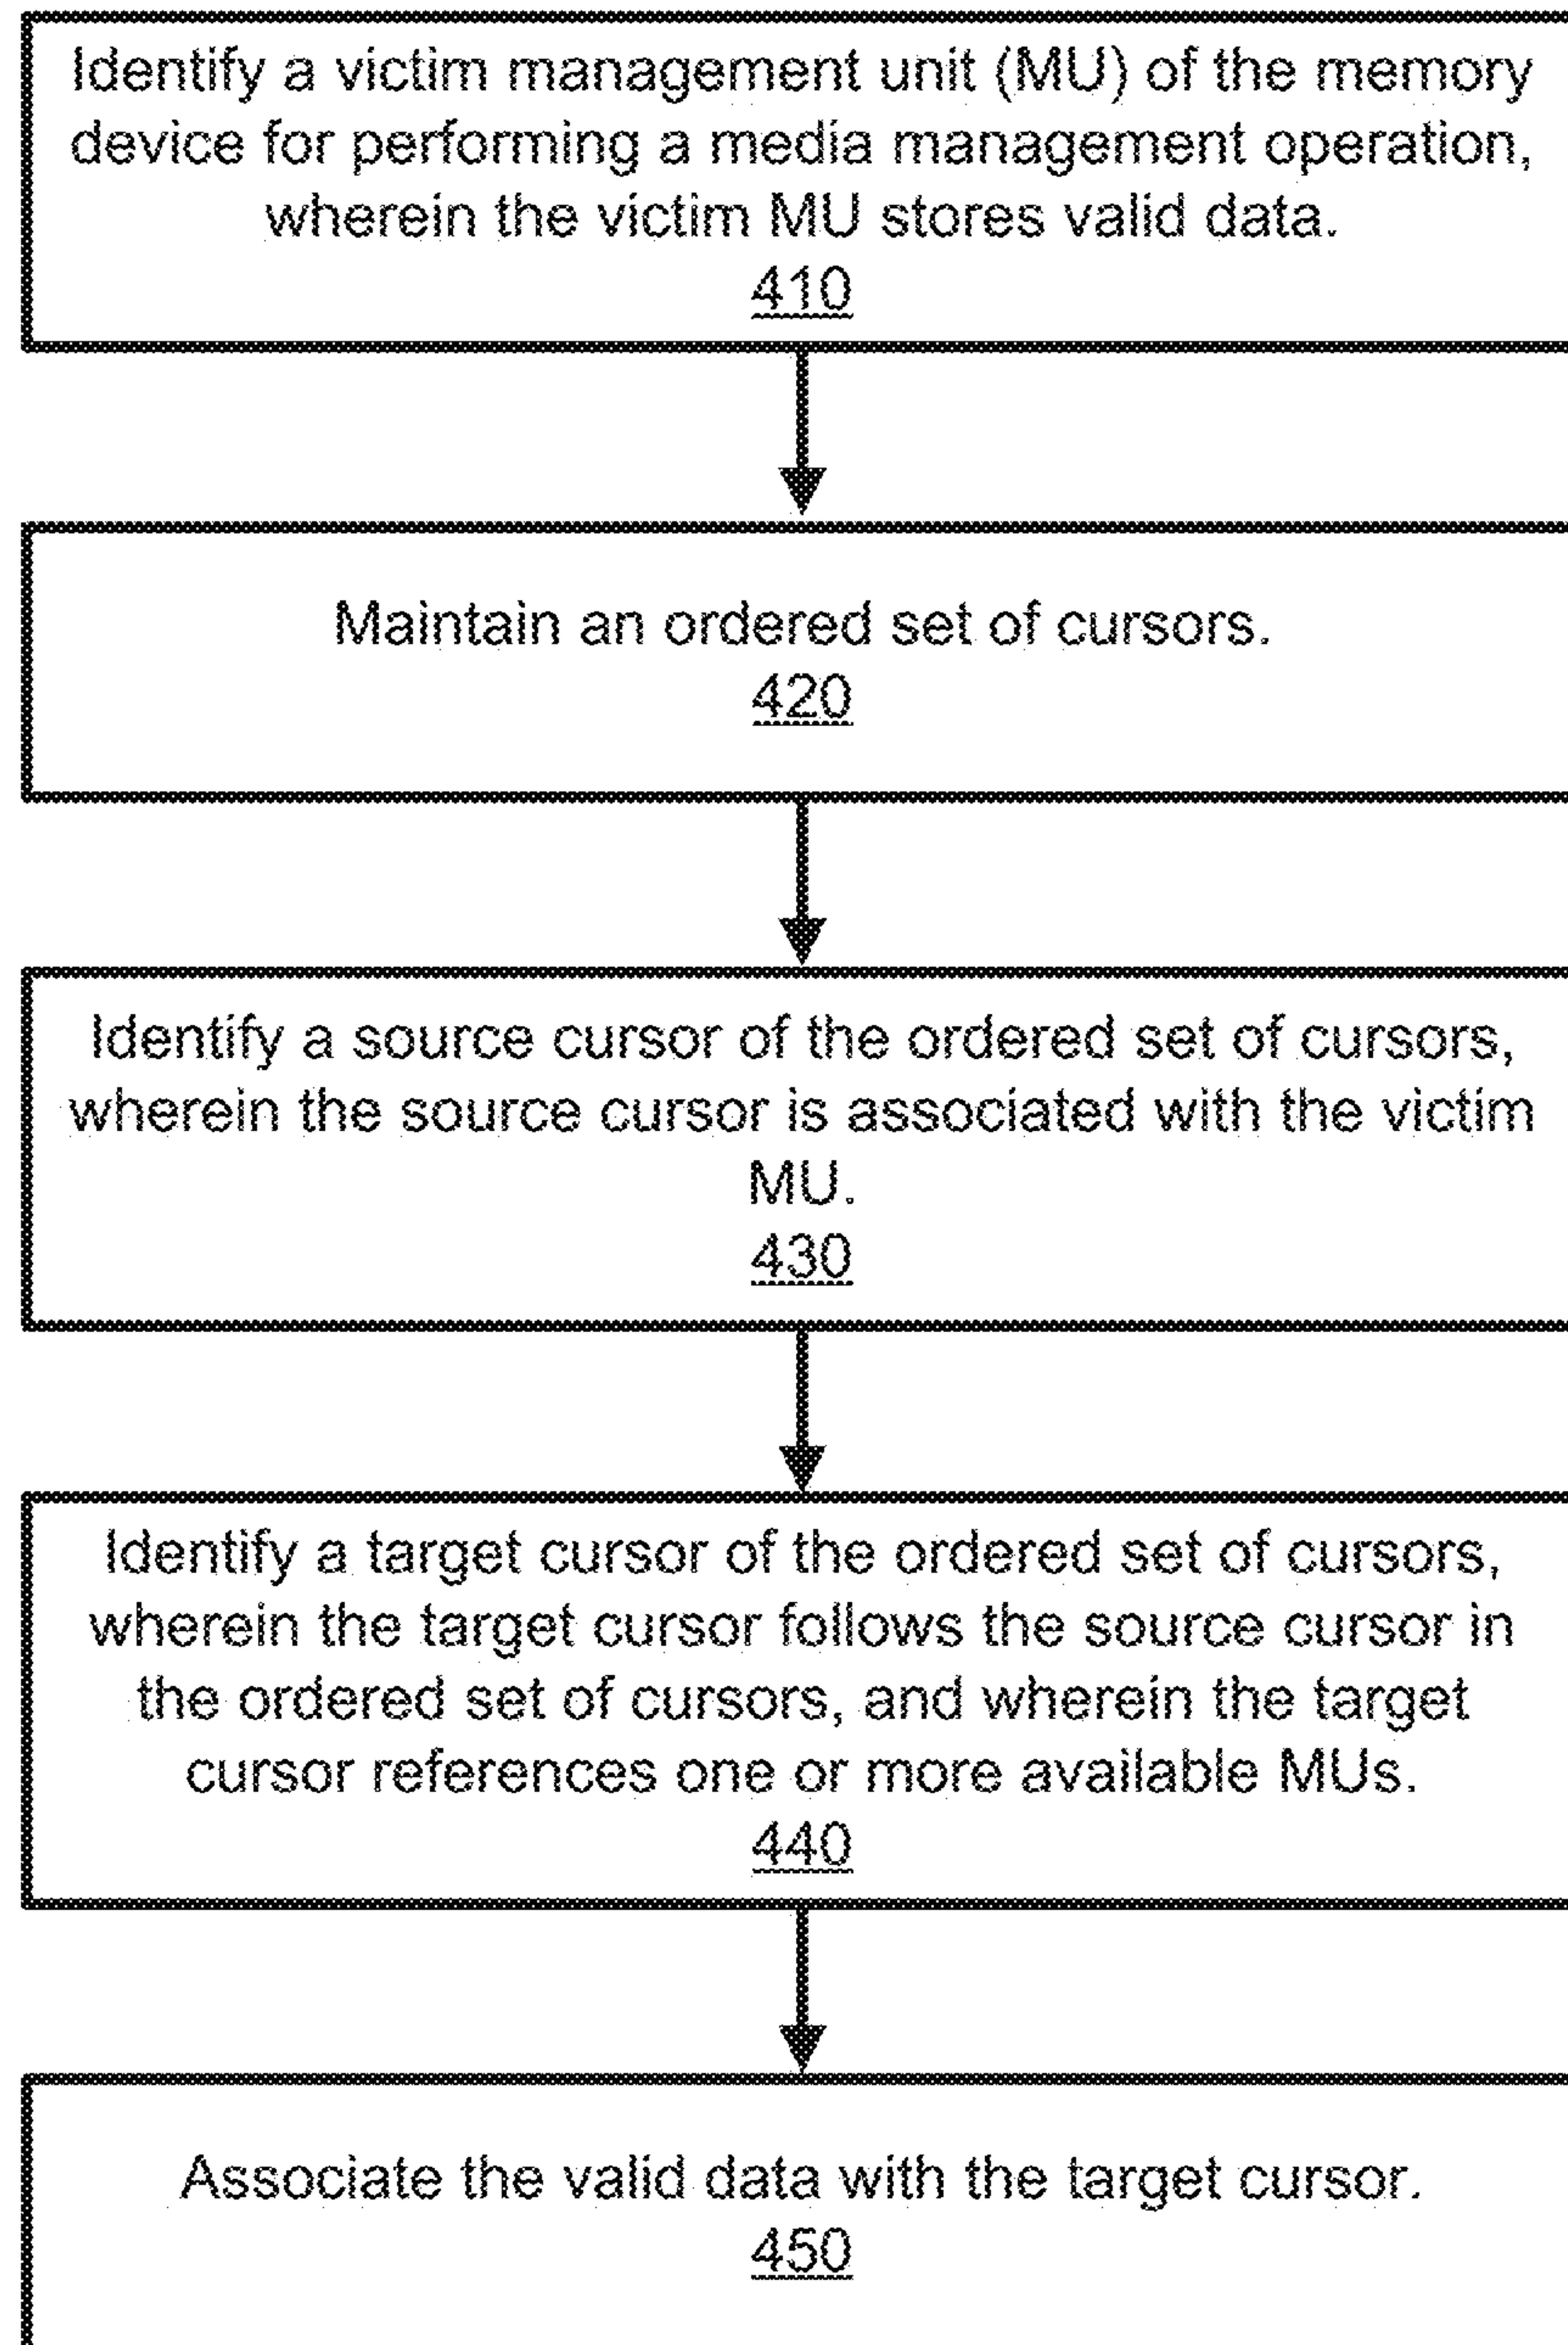 Identify a victim management unit (MU) of the memory
device for performing a media management operation,
wherein the victim MU stores valid data.
410
Maintain an ordered set of cursors.
420
Identify a source cursor of the ordered set of cursors,
wherein the source cursor is associated with the victim
MU.
430
Identify a target cursor of the ordered set of cursors,
wherein the target cursor follows the source cursor in
the ordered set of cursors, and wherein the target
cursor references one or more available MUs.
440
Associate the valid data with the target cursor.
450